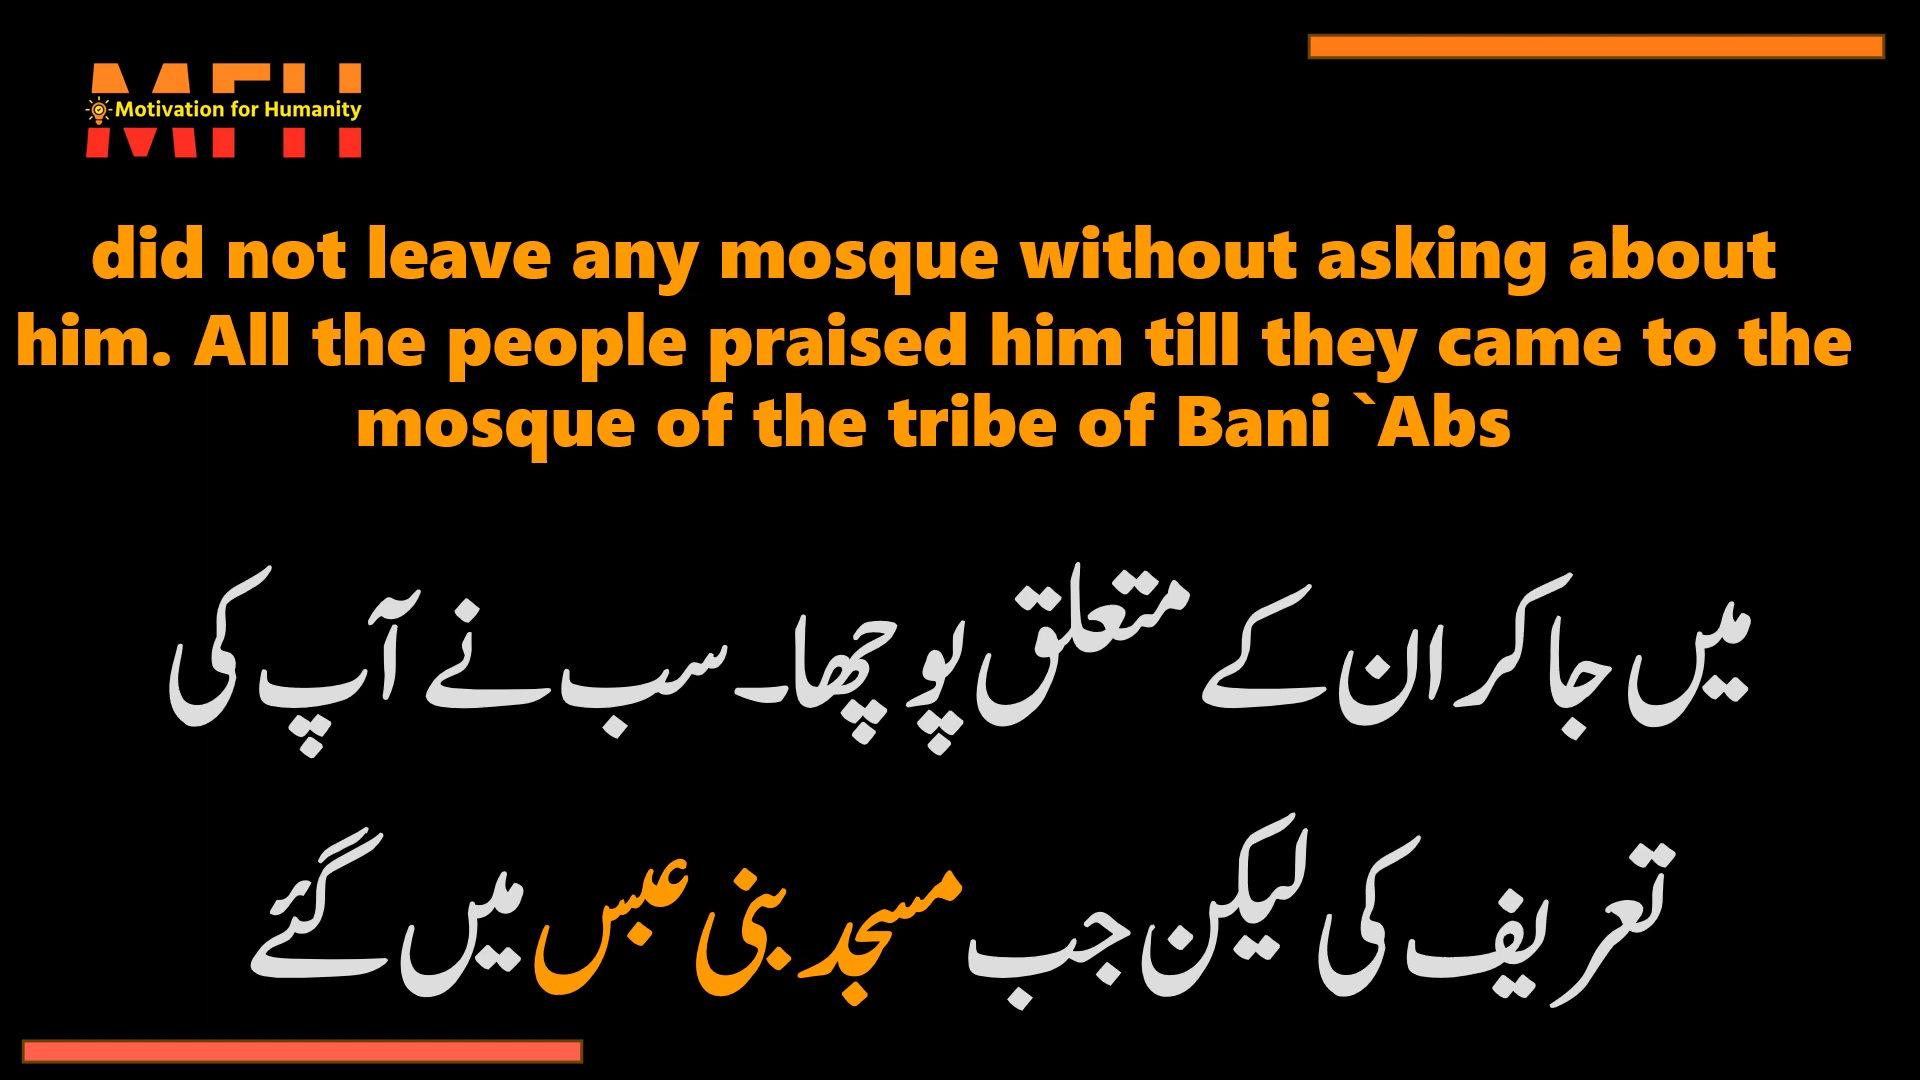 MFH
Motivation for Humanity
did not leave any mosque without asking about
him. All the people praised him till they came to the
mosque of the tribe of Bani `Abs
میں جا کر ان کے متعلق پوچھا۔ سب نے آپ کی
تعریف کی لیکن جب مسجد بنی عبس میں گئے